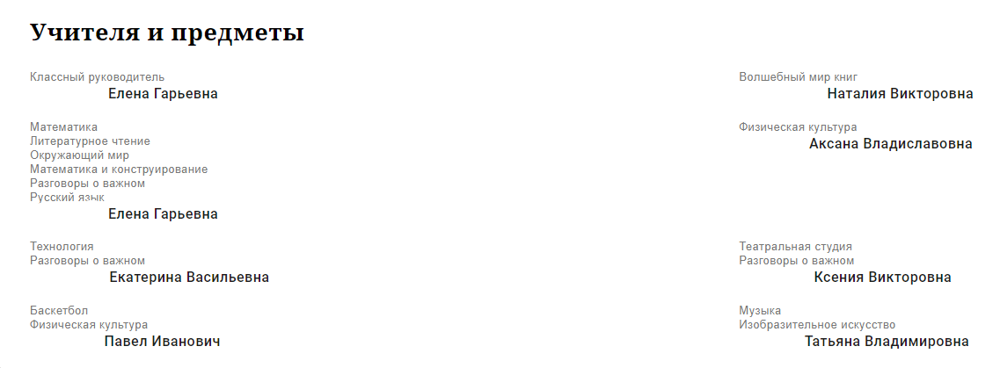 Учителя и предметы
Классный руководитель
Елена Гарьевна
Волшебный мир книг
Наталия Викторовна
Математика
Литературное чтение
Окружающий мир
Математика и конструирование
Разговоры о важном
Русский язык
Елена Гарьевна
Физическая культура
Аксана Владиславовна
Технология
Разговоры о важном
Екатерина Васильевна
Театральная студия
Разговоры о важном
Ксения Викторовна
Баскетбол
Физическая культура
Павел Иванович
Музыка
Изобразительное искусство
Татьяна Владимировна